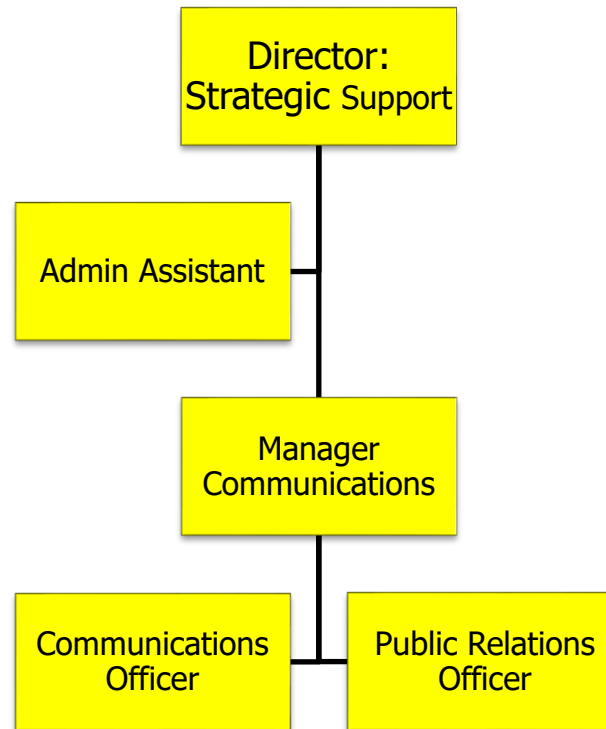 Director:
Strategic Support
Admin Assistant
Manager
Communications
Communications
Officer
Public Relations
Officer